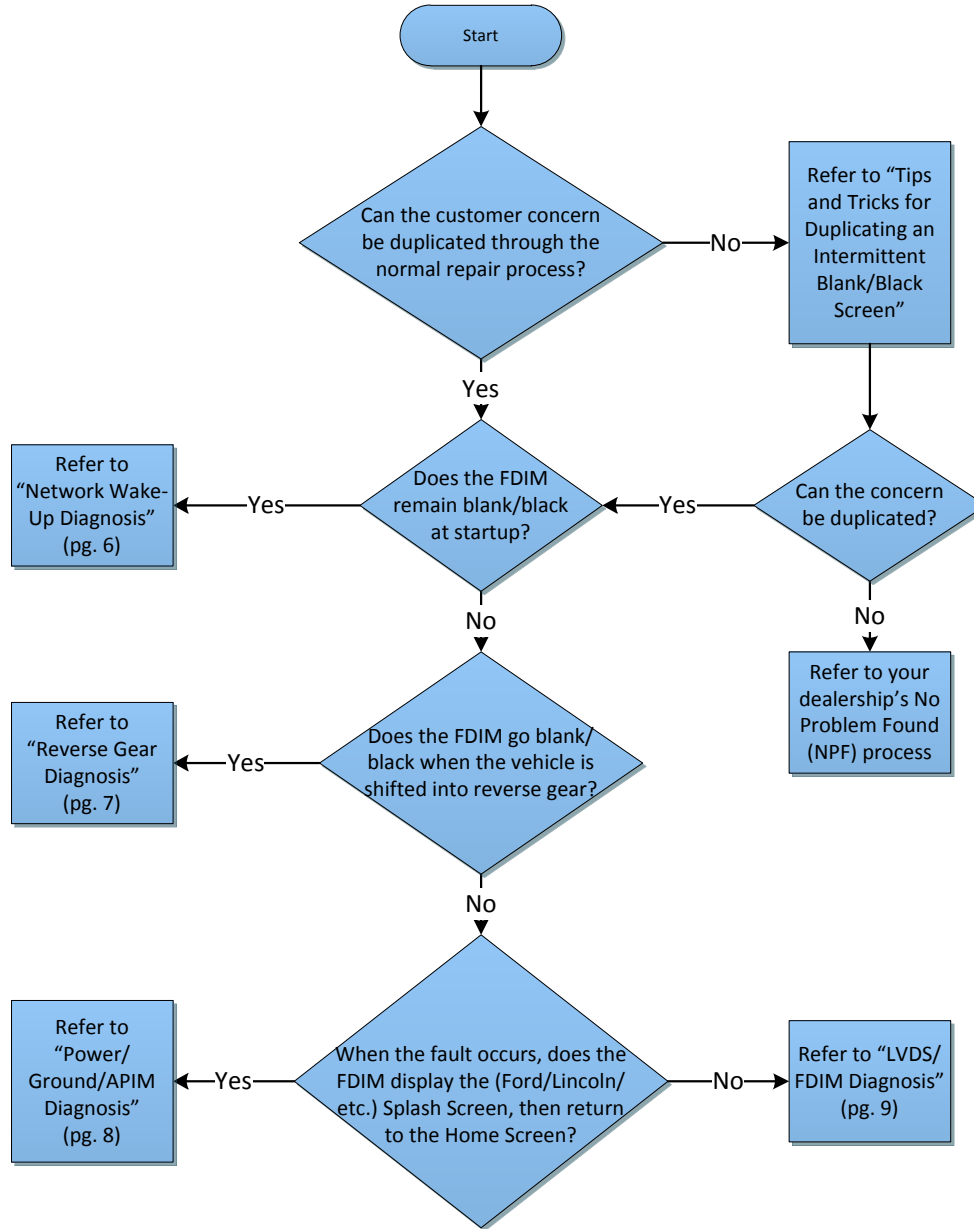 Start
Can the customer concern
be duplicated through the
normal repair process?
No
Refer to “Tips
and Tricks for
Duplicating an
Intermittent
Blank/Black
Screen”
Yes
Refer to
“Network Wake-
Up Diagnosis”
(pg. 6)
Yes
Does the FDIM
remain blank/black
at startup?
Yes
Can the concern
be duplicated?
No
No
Refer to your
dealership’s No
Problem Found
(NPF) process
Refer to
“Reverse Gear
Diagnosis”
(pg. 7)
Yes
Does the FDIM go blank/
black when the vehicle is
shifted into reverse gear?
No
Refer to
“Power/
Ground/APIM
Diagnosis”
(pg. 8)
Yes
When the fault occurs, does the
FDIM display the (Ford/Lincoln/
etc.) Splash Screen, then return
to the Home Screen?
No
Refer to “LVDS/
FDIM Diagnosis”
(pg. 9)